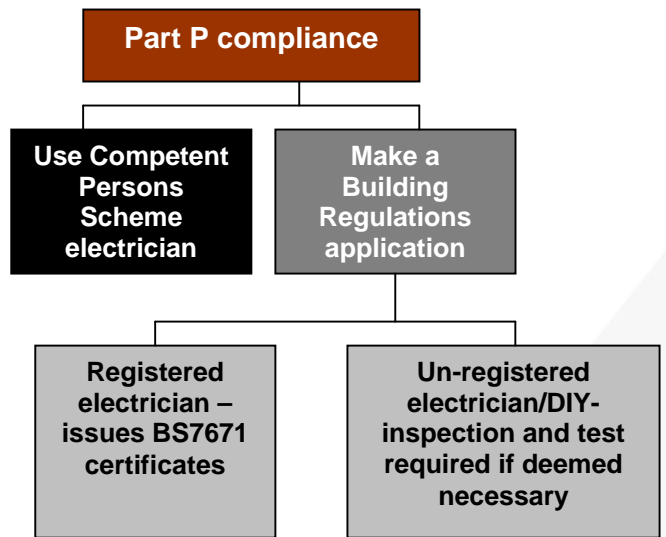 Part P compliance
Use Competent
Persons
Scheme
electrician
Make a
Building
Regulations
application
Registered
electrician –
issues BS7671
certificates
Un-registered
electrician/DIY-
inspection and test
required if deemed
necessary